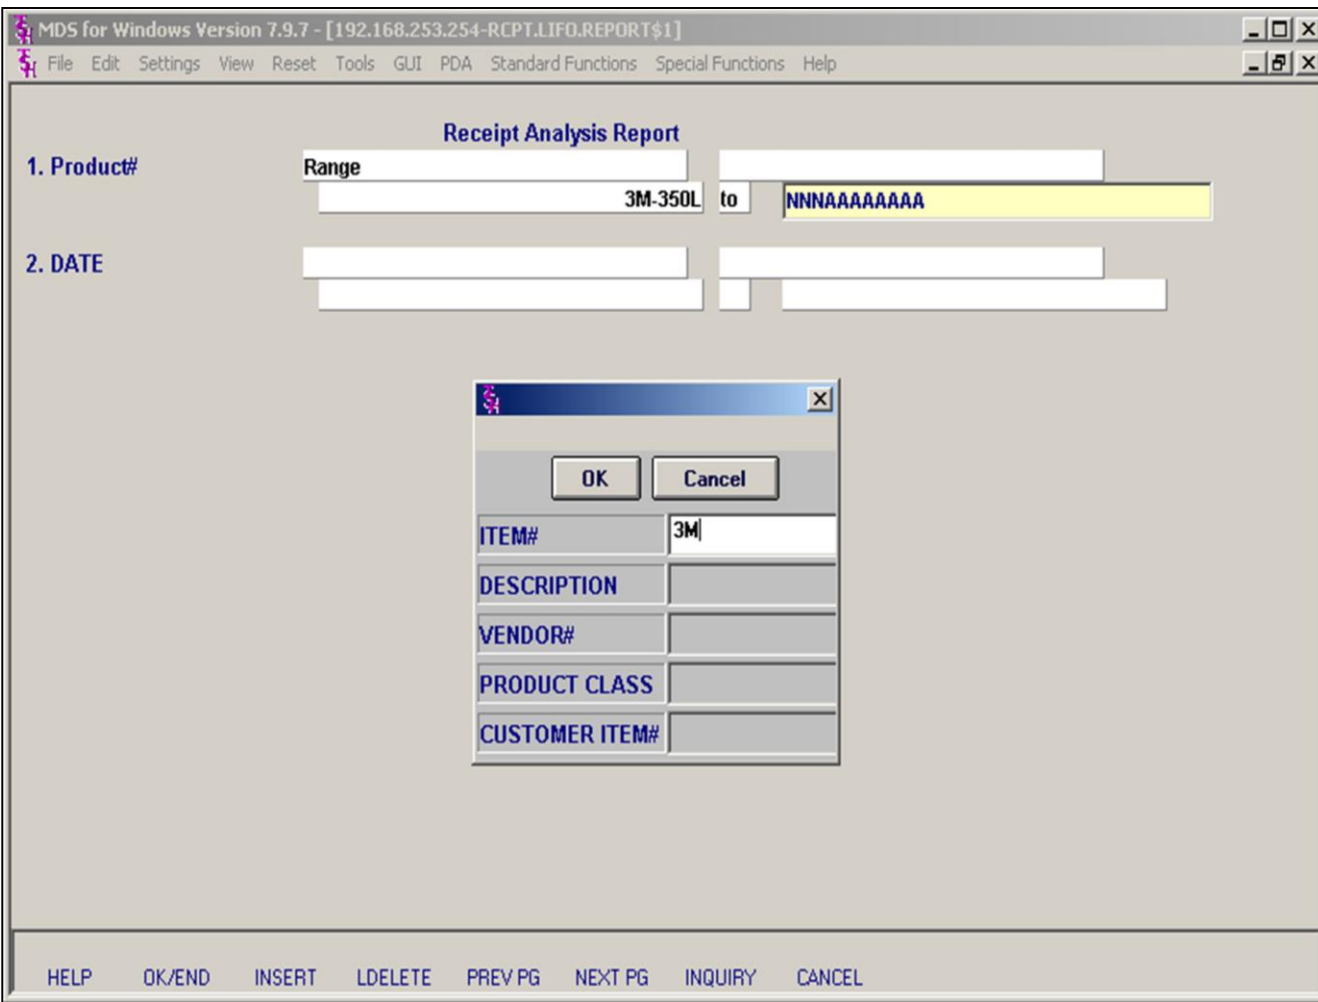 MDS for Windows Version 7.9.7 - [192.168.253.254-RCPT.LIFO.REPORT$1]
File Edit Settings View Reset Tools GUI PDA Standard Functions Special Functions Help
Receipt Analysis Report
1. Product# Range
3M-350L to NNNAAAAAAAA
2. DATE
OK Cancel
ITEM# 3M
DESCRIPTION
VENDOR#
PRODUCT CLASS
CUSTOMER ITEM#
HELP OK/END INSERT LDELETE PREV PG NEXT PG INQUIRY CANCEL